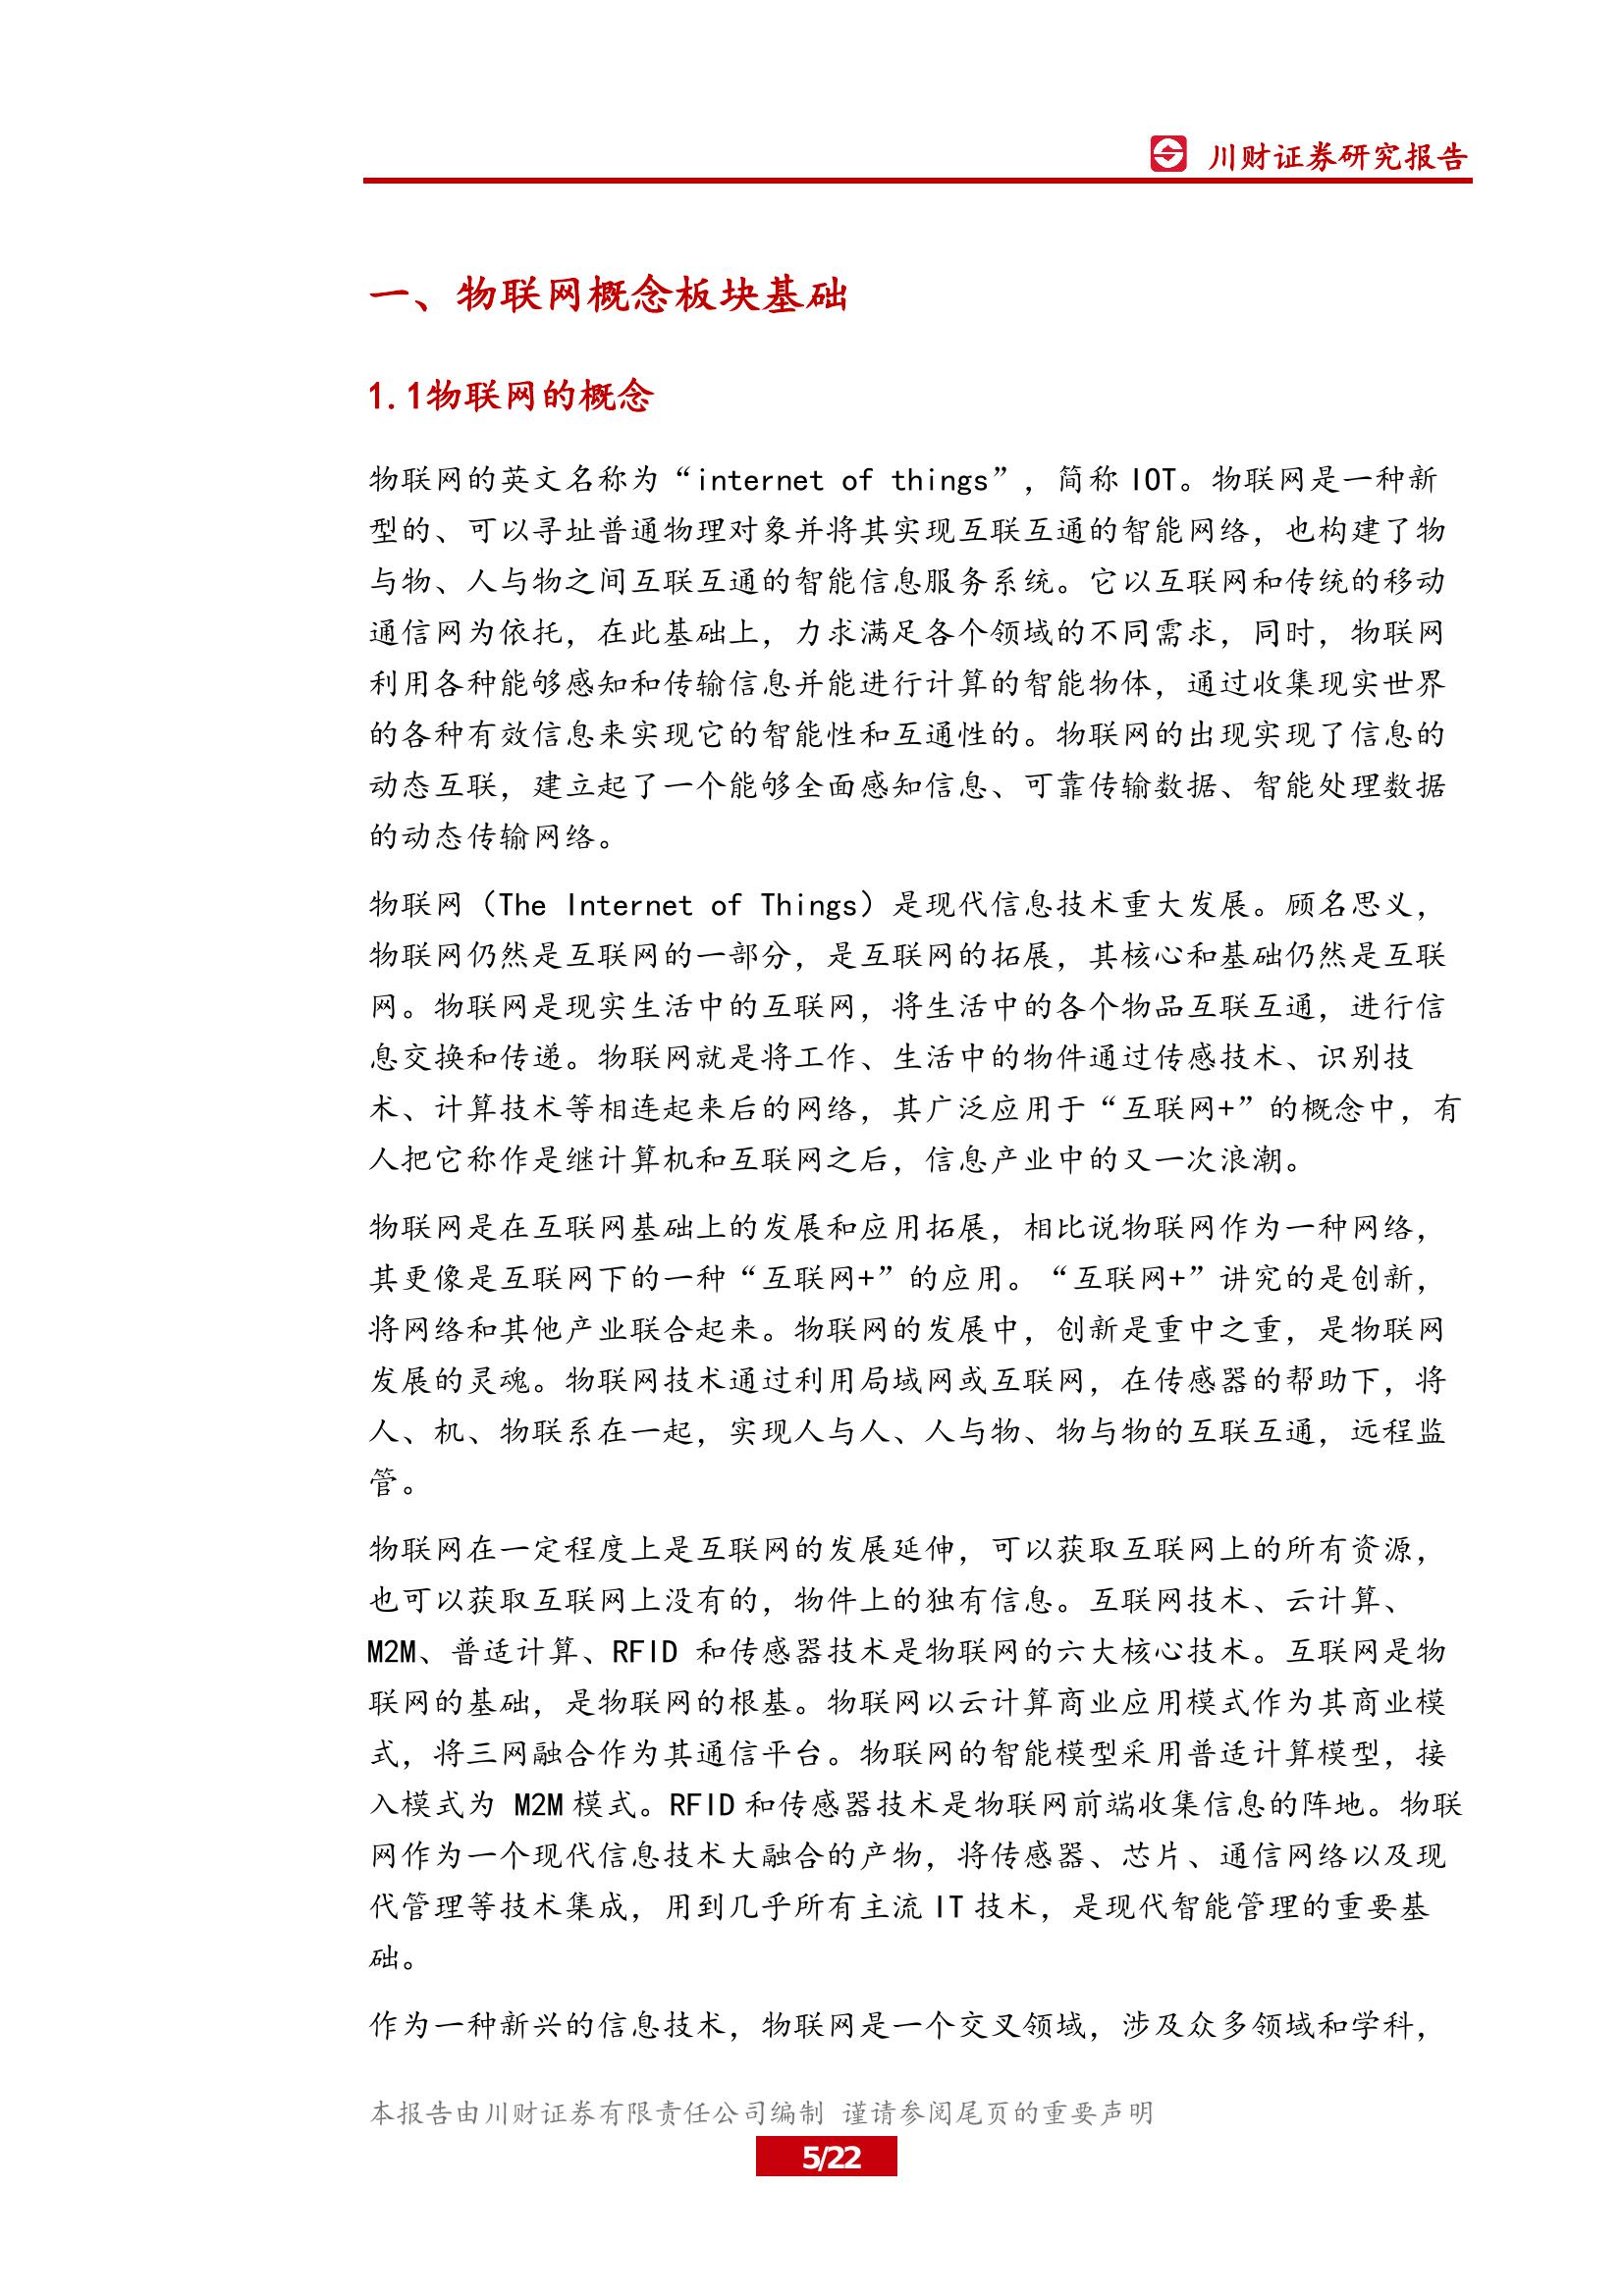 川财证券研究报告
一、物联网概念板块基础
1.1物联网的概念
物联网的英文名称为“internet of things”，简称 IOT。物联网是一种新
型的、可以寻址普通物理对象并将其实现互联互通的智能网络，也构建了物
与物、人与物之间互联互通的智能信息服务系统。它以互联网和传统的移动
通信网为依托，在此基础上，力求满足各个领域的不同需求，同时，物联网
利用各种能够感知和传输信息并能进行计算的智能物体，通过收集现实世界
的各种有效信息来实现它的智能性和互通性的。物联网的出现实现了信息的
动态互联，建立起了一个能够全面感知信息、可靠传输数据、智能处理数据
的动态传输网络。
物联网（The Internet of Things）是现代信息技术重大发展。顾名思义，
物联网仍然是互联网的一部分，是互联网的拓展，其核心和基础仍然是互联
网。物联网是现实生活中的互联网，将生活中的各个物品互联互通，进行信
息交换和传递。物联网就是将工作、生活中的物件通过传感技术、识别技
术、计算技术等相连起来后的网络，其广泛应用于“互联网+”的概念中，有
人把它称作是继计算机和互联网之后，信息产业中的又一次浪潮。
物联网是在互联网基础上的发展和应用拓展，相比说物联网作为一种网络，
其更像是互联网下的一种“互联网+”的应用。“互联网+”讲究的是创新，
将网络和其他产业联合起来。物联网的发展中，创新是重中之重，是物联网
发展的灵魂。物联网技术通过利用局域网或互联网，在传感器的帮助下，将
人、机、物联系在一起，实现人与人、人与物、物与物的互联互通，远程监
管。
物联网在一定程度上是互联网的发展延伸，可以获取互联网上的所有资源，
也可以获取互联网上没有的，物件上的独有信息。互联网技术、云计算、
M2M、普适计算、RFID 和传感器技术是物联网的六大核心技术。互联网是物
联网的基础，是物联网的根基。物联网以云计算商业应用模式作为其商业模
式，将三网融合作为其通信平台。物联网的智能模型采用普适计算模型，接
入模式为 M2M 模式。RFID 和传感器技术是物联网前端收集信息的阵地。物联
网作为一个现代信息技术大融合的产物，将传感器、芯片、通信网络以及现
代管理等技术集成，用到几乎所有主流 IT 技术，是现代智能管理的重要基
础。
作为一种新兴的信息技术，物联网是一个交叉领域，涉及众多领域和学科，
本报告由川财证券有限责任公司编制 谨请参阅尾页的重要声明
5/22